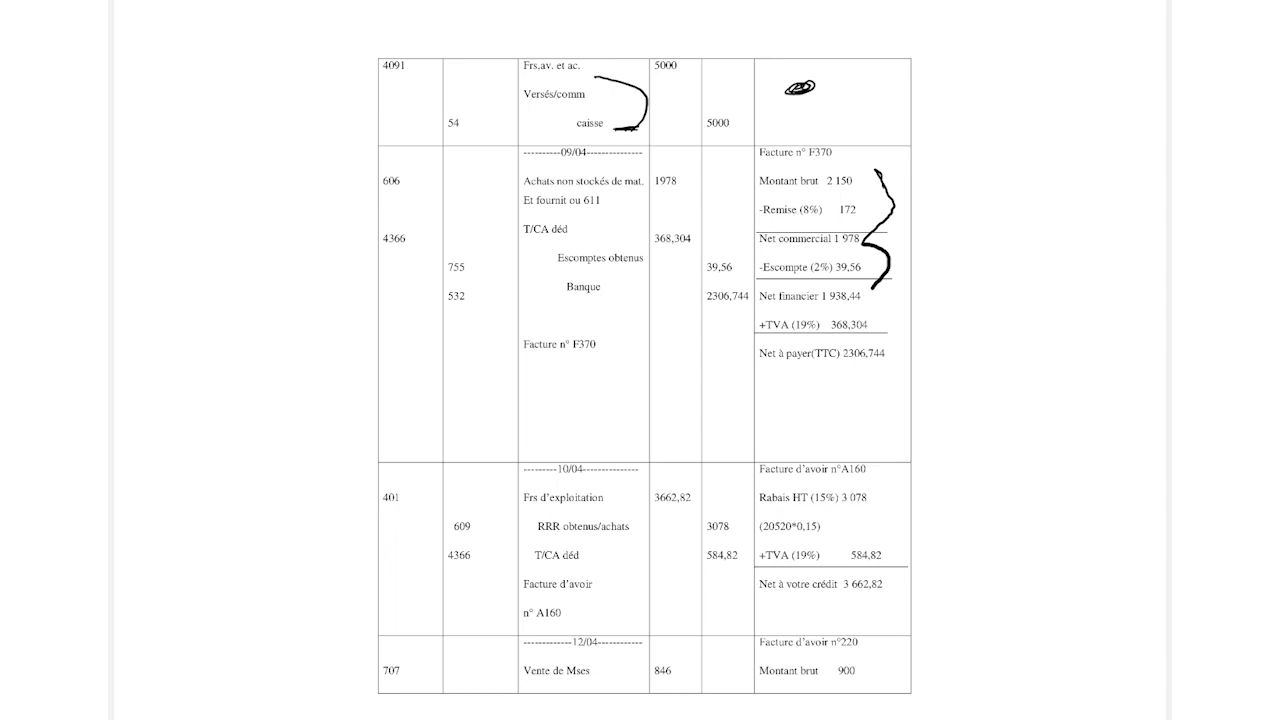 4091 Frs,av. et ac. 5000
Versés/comm
54 caisse 5000
----------09/04--------------- Facture n° F370
606 Achats non stockés de mat. 1978 Montant brut 2 150
Et fournit ou 611
-Remise (8%) 172
T/CA déd
4366 368,304 Net commercial 1 978
Escomptes obtenus
755 39,56 -Escompte (2%) 39,56
Banque
532 2306,744 Net financier 1 938,44
+TVA (19%) 368,304
Facture n° F370
Net à payer(TTC) 2306,744
---------10/04--------------- Facture d’avoir n°A160
401 Frs d’exploitation 3662,82 Rabais HT (15%) 3 078
609 RRR obtenus/achats 3078 (20520*0,15)
4366 T/CA déd 584,82 +TVA (19%) 584,82
Facture d’avoir Net à votre crédit 3 662,82
n° A160
-------------12/04------------ Facture d’avoir n°220
707 Vente de Mses 846 Montant brut 900